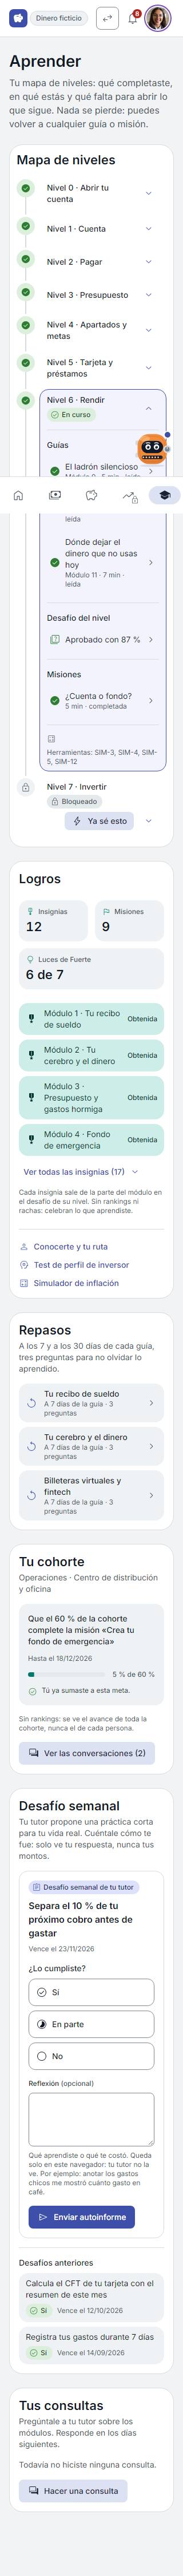 Dinero ficticio
8
Aprender
Tu mapa de niveles: qué completaste,
en qué estás y qué falta para abrir lo
que sigue. Nada se pierde: puedes
volver a cualquier guía o misión.
Mapa de niveles
Nivel 0 · Abrir tu
cuenta
Nivel 1 · Cuenta
Nivel 2 · Pagar
Nivel 3 · Presupuesto
Nivel 4 · Apartados y
metas
Nivel 5 · Tarjeta y
préstamos
Nivel 6 · Rendir
En curso
Guías
El ladrón silencioso
leída
Dónde dejar el
dinero que no usas
hoy
Módulo 11 · 7 min ·
leída
Desafío del nivel
Aprobado con 87 %
Misiones
¿Cuenta o fondo?
5 min · completada
Herramientas: SIM-3, SIM-4, SIM-
5, SIM-12
Nivel 7 · Invertir
Bloqueado
Ya sé esto
Logros
Insignias
12
Misiones
9
Luces de Fuerte
6 de 7
Módulo 1 · Tu recibo
de sueldo
Obtenida
Módulo 2 · Tu
cerebro y el dinero
Obtenida
Módulo 3 ·
Presupuesto y
gastos hormiga
Obtenida
Módulo 4 · Fondo
de emergencia
Obtenida
Ver todas las insignias (17)
Cada insignia sale de la parte del módulo en
el desafío de su nivel. Sin rankings ni
rachas: celebran lo que aprendiste.
Conocerte y tu ruta
Test de perfil de inversor
Simulador de inflación
Repasos
A los 7 y a los 30 días de cada guía,
tres preguntas para no olvidar lo
aprendido.
Tu recibo de sueldo
A 7 días de la guía · 3
preguntas
Tu cerebro y el dinero
A 7 días de la guía · 3
preguntas
Billeteras virtuales y
fintech
A 7 días de la guía · 3
preguntas
Tu cohorte
Operaciones · Centro de distribución
y oficina
Que el 60 % de la cohorte
complete la misión «Crea tu
fondo de emergencia»
Hasta el 18/12/2026
5 % de 60 %
Tú ya sumaste a esta meta.
Sin rankings: se ve el avance de toda la
cohorte, nunca el de cada persona.
Ver las conversaciones (2)
Desafío semanal
Tu tutor propone una práctica corta
para tu vida real. Cuéntale cómo te
fue: solo ve tu respuesta, nunca tus
montos.
Desafío semanal de tu tutor
Separa el 10 % de tu
próximo cobro antes de
gastar
Vence el 23/11/2026
¿Lo cumpliste?
Sí
En parte
No
Reflexión (opcional)
Qué aprendiste o qué te costó. Queda
solo en este navegador: tu tutor no la
ve. Por ejemplo: anotar los gastos
chicos me mostró cuánto gasto en
café.
Enviar autoinforme
Desafíos anteriores
Calcula el CFT de tu tarjeta con el
resumen de este mes
Sí
Vence el 12/10/2026
Registra tus gastos durante 7 días
Sí
Vence el 14/09/2026
Tus consultas
Pregúntale a tu tutor sobre los
módulos. Responde en los días
siguientes.
Todavía no hiciste ninguna consulta.
Hacer una consulta